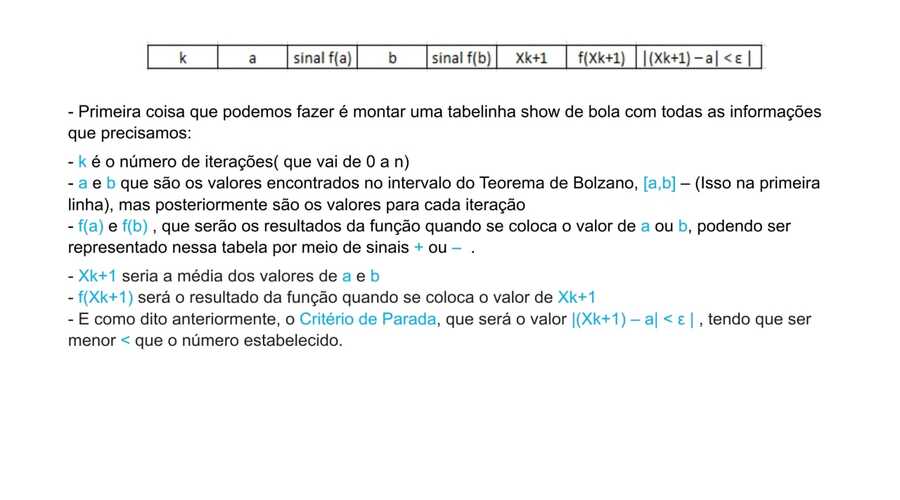 k a sinal f(a) b sinal f(b) Xk+1 f(Xk+1) |(Xk+1) – a| < ε |
- Primeira coisa que podemos fazer é montar uma tabelinha show de bola com todas as informações
que precisamos:
- k é o número de iterações( que vai de 0 a n)
- a e b que são os valores encontrados no intervalo do Teorema de Bolzano, [a,b] – (Isso na primeira
linha), mas posteriormente são os valores para cada iteração
- f(a) e f(b) , que serão os resultados da função quando se coloca o valor de a ou b, podendo ser
representado nessa tabela por meio de sinais + ou – .
- Xk+1 seria a média dos valores de a e b
- f(Xk+1) será o resultado da função quando se coloca o valor de Xk+1
- E como dito anteriormente, o Critério de Parada, que será o valor |(Xk+1) – a| < ε | , tendo que ser
menor < que o número estabelecido.